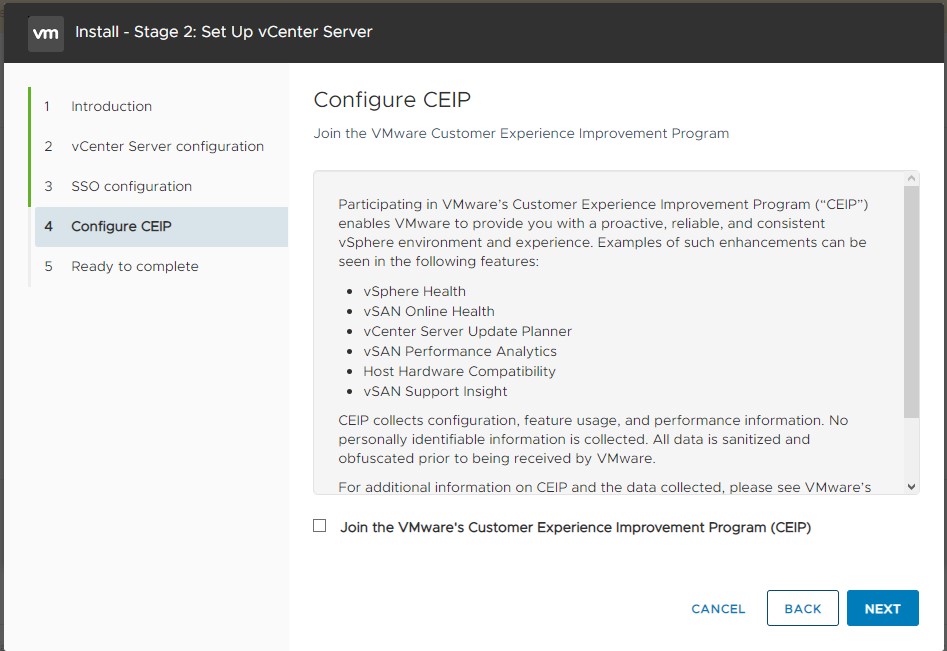 vm Install - Stage 2: Set Up vCenter Server
1 Introduction
2 vCenter Server configuration
3 SSO configuration
4 Configure CEIP
5 Ready to complete
Configure CEIP
Join the VMware Customer Experience Improvement Program
Participating in VMware's Customer Experience Improvement Program (“CEIP”)
enables VMware to provide you with a proactive, reliable, and consistent
vSphere environment and experience. Examples of such enhancements can be
seen in the following features:
• vSphere Health
• vSAN Online Health
• vCenter Server Update Planner
• vSAN Performance Analytics
• Host Hardware Compatibility
• vSAN Support Insight
CEIP collects configuration, feature usage, and performance information. No
personally identifiable information is collected. All data is sanitized and
obfuscated prior to being received by VMware.
For additional information on CEIP and the data collected, please see VMware's
Join the VMware's Customer Experience Improvement Program (CEIP)
CANCEL BACK NEXT